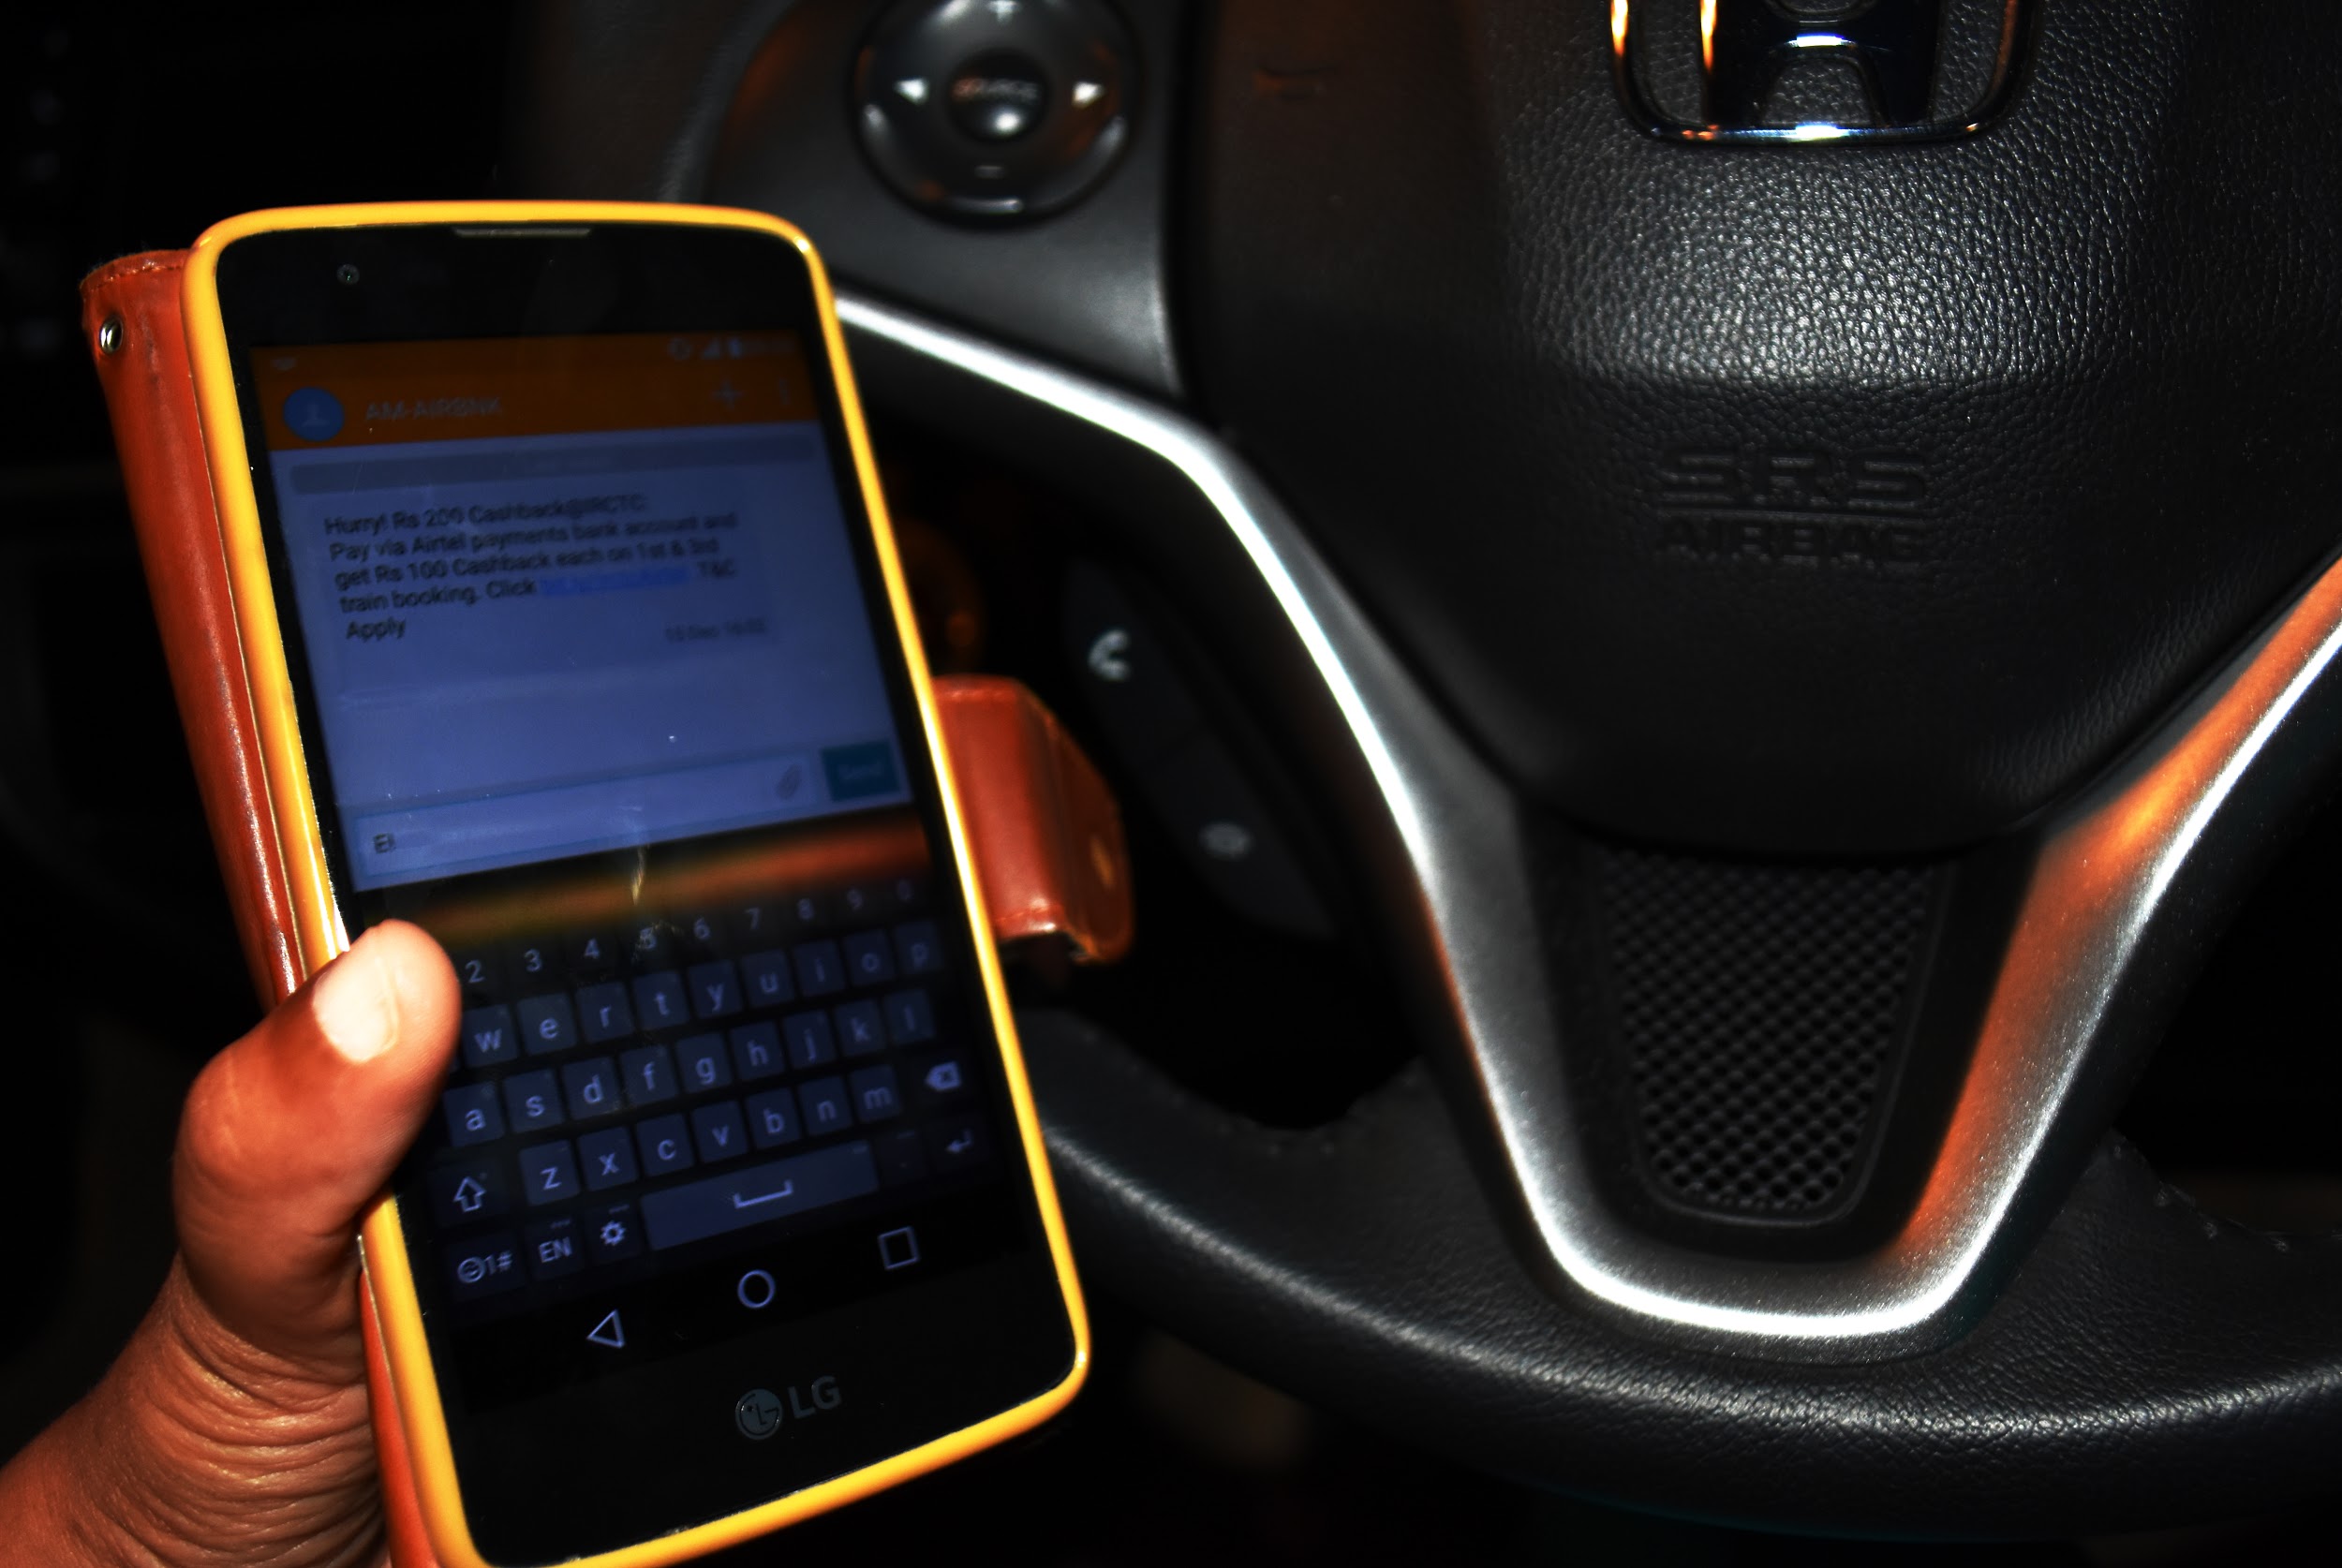 AM-AIRBNK
Hurry! Rs 200 Cashback@IRCTC:
Pay via Airtel payments bank account and
get Rs 100 Cashback each on 1st & 3rd
train booking. Click T&C
Apply
Send
2 3 4 5 6 7 8 9 0
w e r t y u i o p
a s d f g h j k l
z x c v b n m
1# EN
LG
SRS
AIRBAG